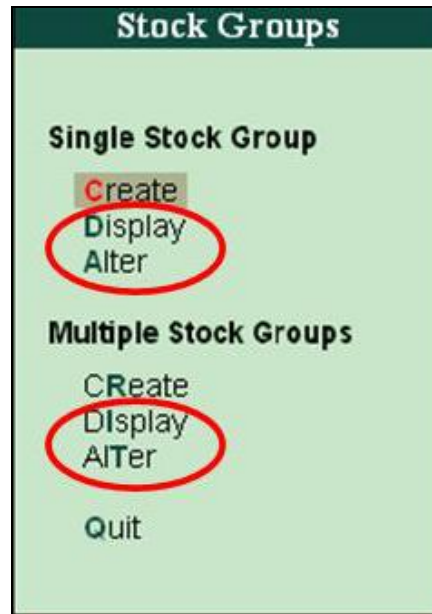 Stock Groups
Single Stock Group
Create
Display
Alter
Multiple Stock Groups
CReate
DIsplay
AlTer
Quit